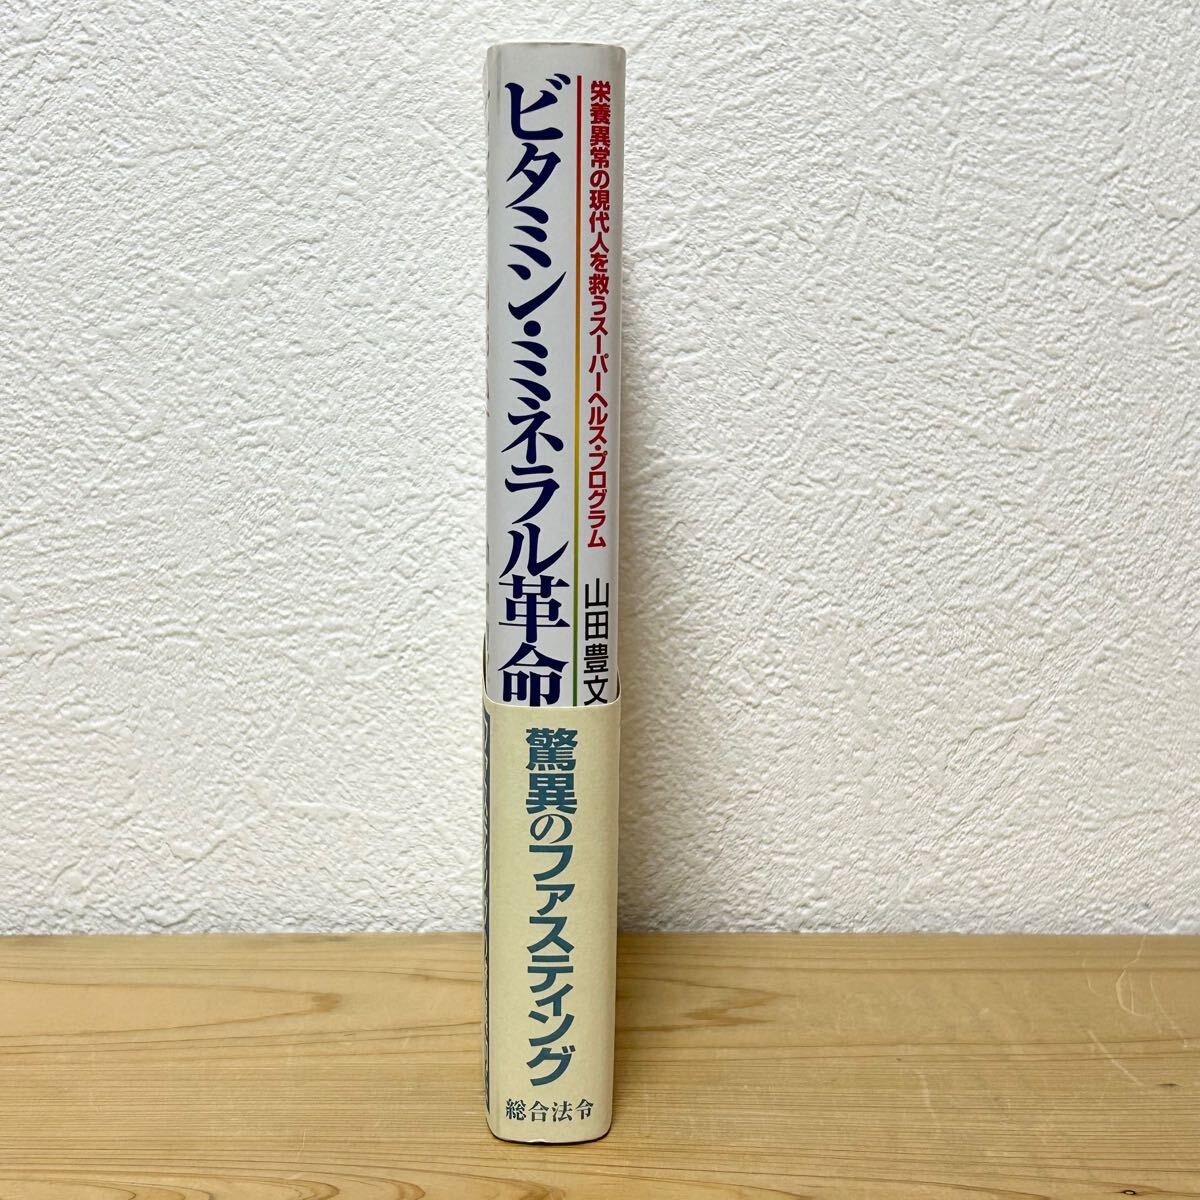 栄養異常の現代人を救うスーパーヘルス・プログラム
ビタミン・ミネラル革命
山田豊文
驚異のファスティング
総合法令